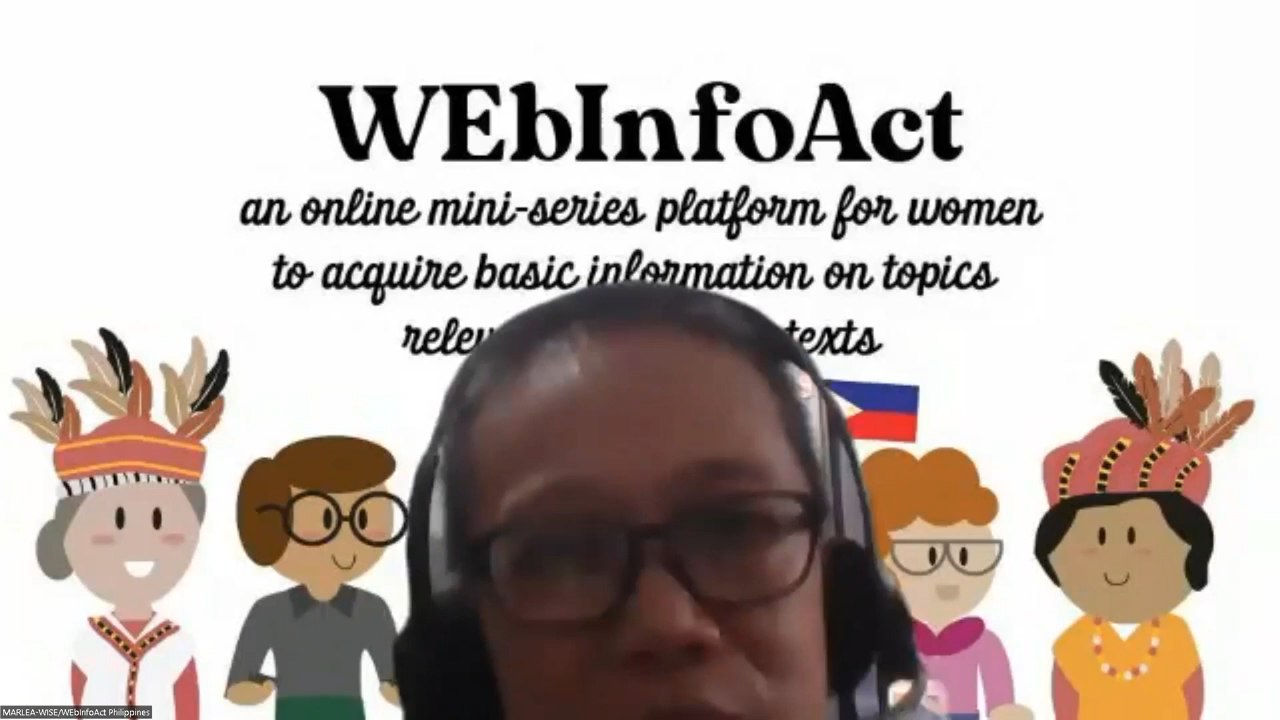 WEbInfoAct
an online mini-series platform for women
to acquire basic information on topics
texts
MARLEA-WISE/WEbInfoAct Philippines